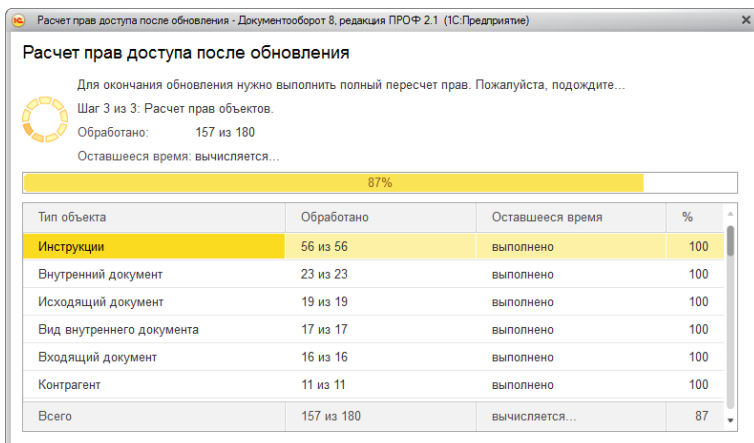 Расчет прав доступа после обновления - Документооборот 8, редакция ПРОФ 2.1 (1С:Предприятие)
Расчет прав доступа после обновления
Для окончания обновления нужно выполнить полный пересчет прав. Пожалуйста, подождите...
Шаг 3 из 3: Расчет прав объектов.
Обработано: 157 из 180
Оставшееся время: вычисляется...
87%
Тип объекта Обработано Оставшееся время %
Инструкции 56 из 56 выполнено 100
Внутренний документ 23 из 23 выполнено 100
Исходящий документ 19 из 19 выполнено 100
Вид внутреннего документа 17 из 17 выполнено 100
Входящий документ 16 из 16 выполнено 100
Контрагент 11 из 11 выполнено 100
Всего 157 из 180 вычисляется... 87